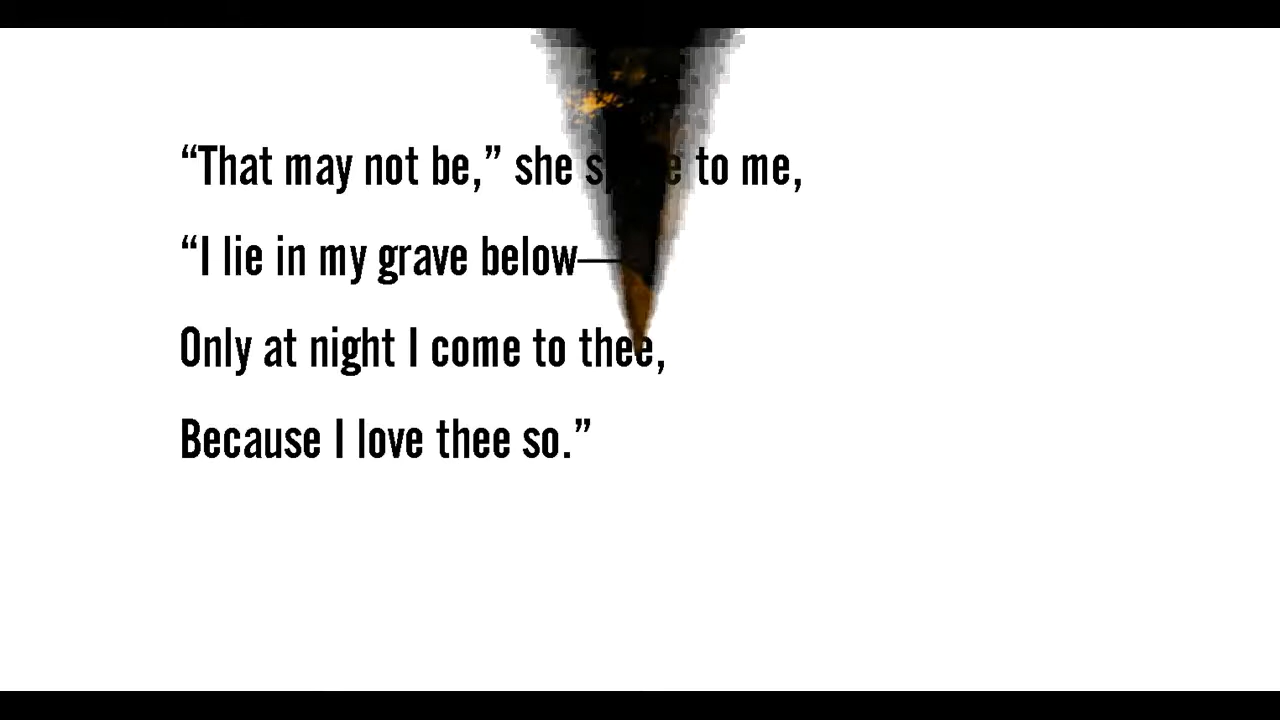 “That may not be,” she to me,
“I lie in my grave below—
Only at night I come to thee,
Because I love thee so.”